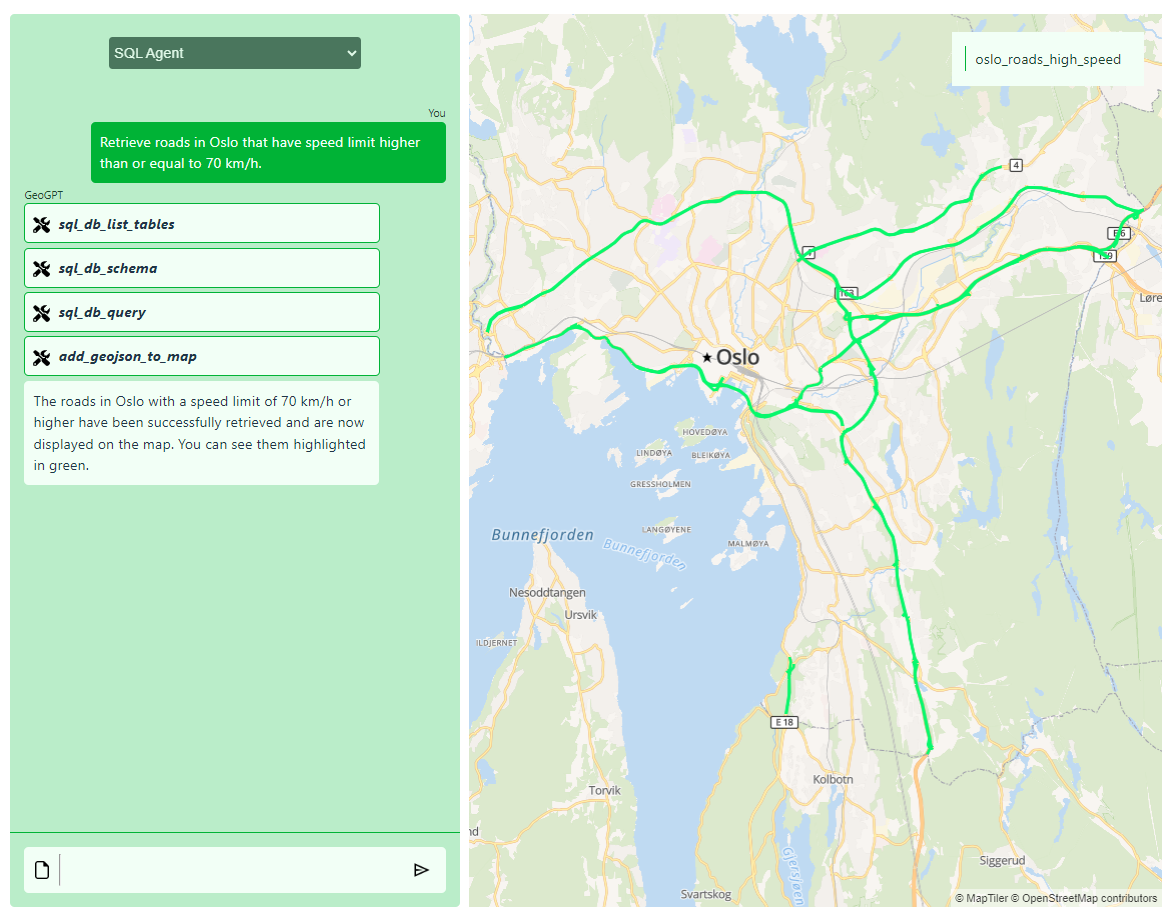 SQL Agent
You
Retrieve roads in Oslo that have speed limit higher
than or equal to 70 km/h.
GeoGPT
sql_db_list_tables
sql_db_schema
sql_db_query
add_geojson_to_map
The roads in Oslo with a speed limit of 70 km/h or
higher have been successfully retrieved and are now
displayed on the map. You can see them highlighted
in green.
oslo_roads_high_speed
4
E6
159
163
Løre
Oslo
HOVEDØYA
LINDØYA
BLEIKØYA
GRESSHOLMEN
LANGØYENE
MALMØYA
Bunnefjorden
Bunnefjorden
Nesoddtangen
Ursvik
ILDJERNET
E 18
Kolbotn
Torvik
nd
Gjersjøen
Siggerud
Svartskog
© MapTiler © OpenStreetMap contributors